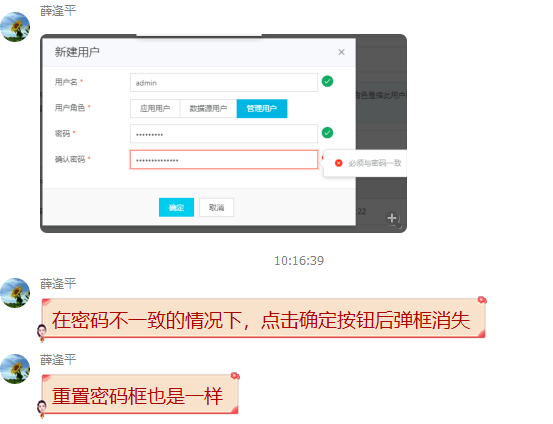 薛逢平
新建用户
用户名 *
admin
用户角色 *
应用用户
数据源用户
管理用户
密码 *
•••••••••
确认密码 *
••••••••••••••
必须与密码一致
确定
取消
:22
10:16:39
薛逢平
在密码不一致的情况下，点击确定按钮后弹框消失
薛逢平
重置密码框也是一样